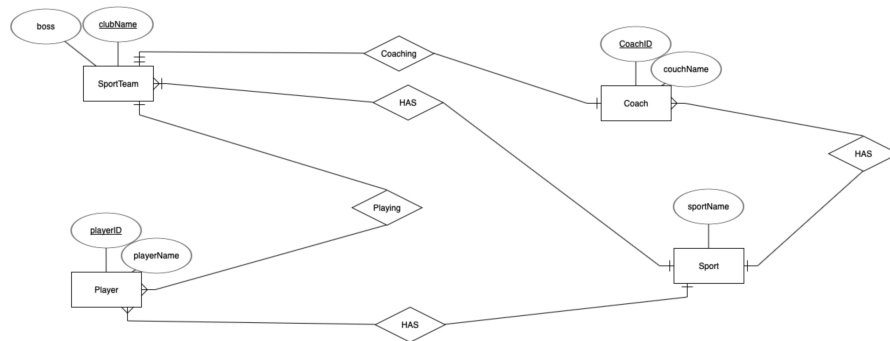 boss
clubName
SportTeam
Coaching
CoachID
couchName
Coach
HAS
HAS
Playing
sportName
Sport
playerID
playerName
Player
HAS